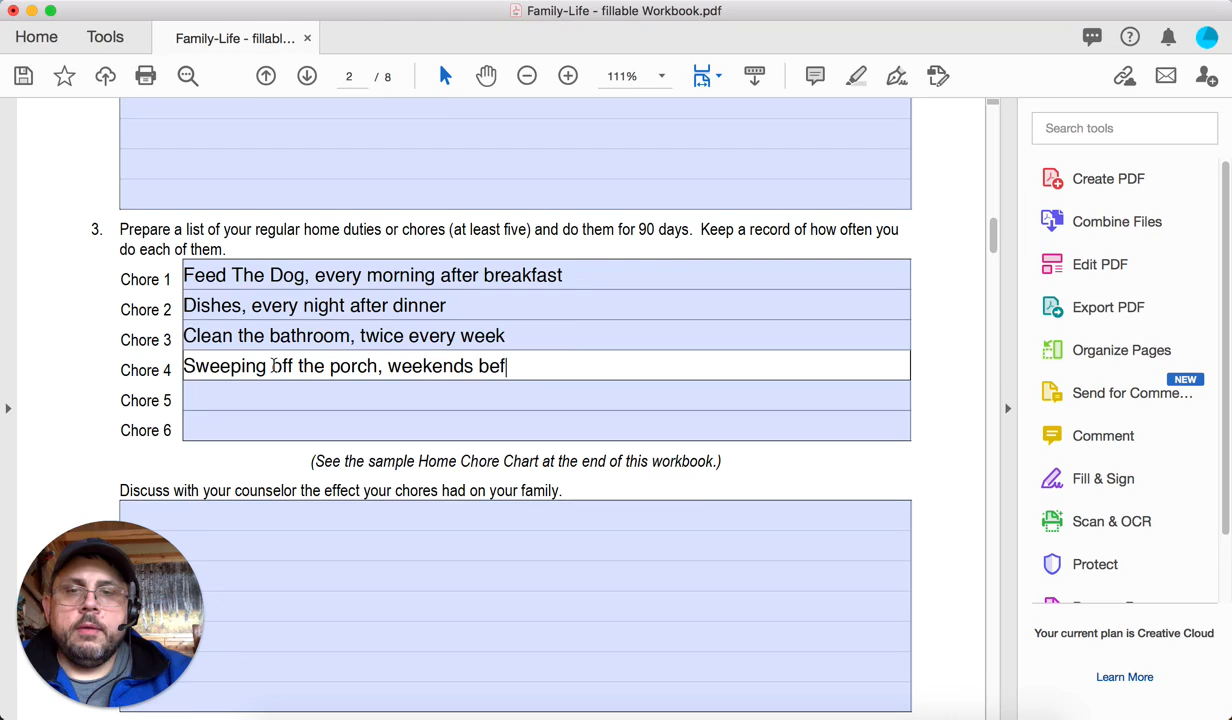 Family-Life - fillable Workbook.pdf
Home
Tools
Family-Life - fillabl...
2 / 8
111%
Search tools
Create PDF
Combine Files
Edit PDF
Export PDF
Organize Pages
NEW
Send for Comme...
Comment
Fill & Sign
Scan & OCR
Protect
Your current plan is Creative Cloud
Learn More
3. Prepare a list of your regular home duties or chores (at least five) and do them for 90 days. Keep a record of how often you
do each of them.
Chore 1 Feed The Dog, every morning after breakfast
Chore 2 Dishes, every night after dinner
Chore 3 Clean the bathroom, twice every week
Chore 4 Sweeping off the porch, weekends bef
Chore 5
Chore 6
(See the sample Home Chore Chart at the end of this workbook.)
Discuss with your counselor the effect your chores had on your family.